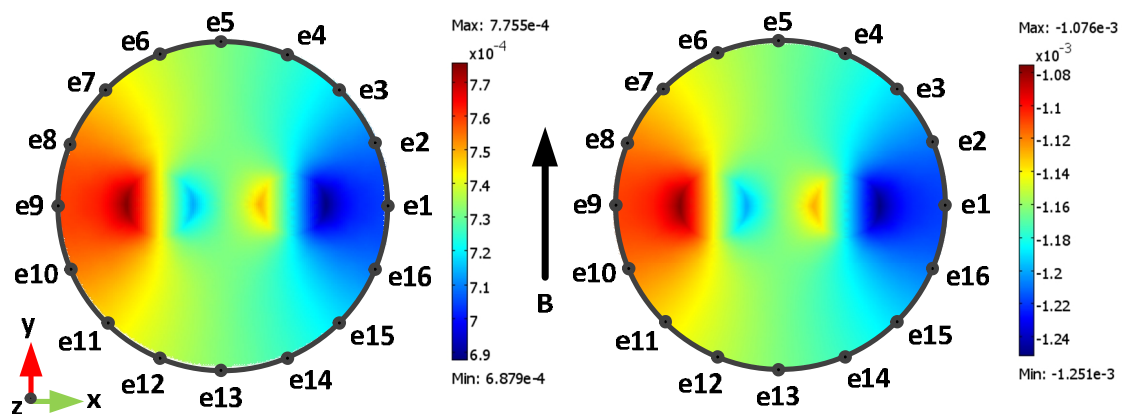 e5
e6
e4
e7
e3
e8
e2
e9
e1
e10
e16
e11
e15
e12
e14
e13
y
z
x
Max: 7.755e-4
x10⁻⁴
7.7
7.6
7.5
7.4
7.3
7.2
7.1
7
6.9
Min: 6.879e-4
B
e5
e6
e4
e7
e3
e8
e2
e9
e1
e10
e16
e11
e15
e12
e14
e13
Max: -1.076e-3
x10⁻³
-1.08
-1.1
-1.12
-1.14
-1.16
-1.18
-1.2
-1.22
-1.24
Min: -1.251e-3